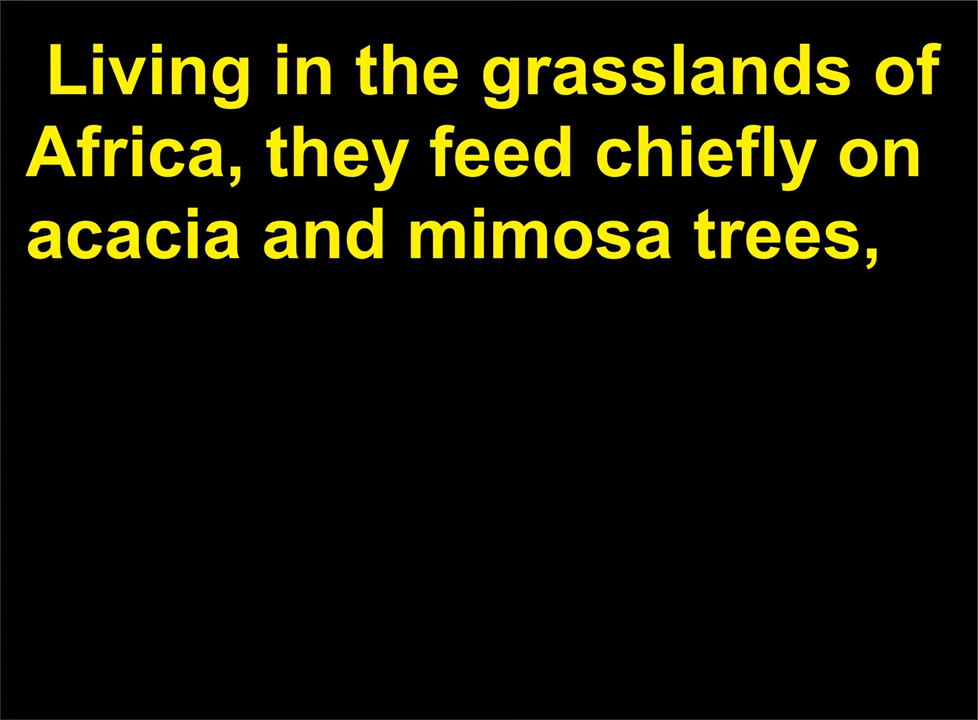 Living in the grasslands of
Africa, they feed chiefly on
acacia and mimosa trees,